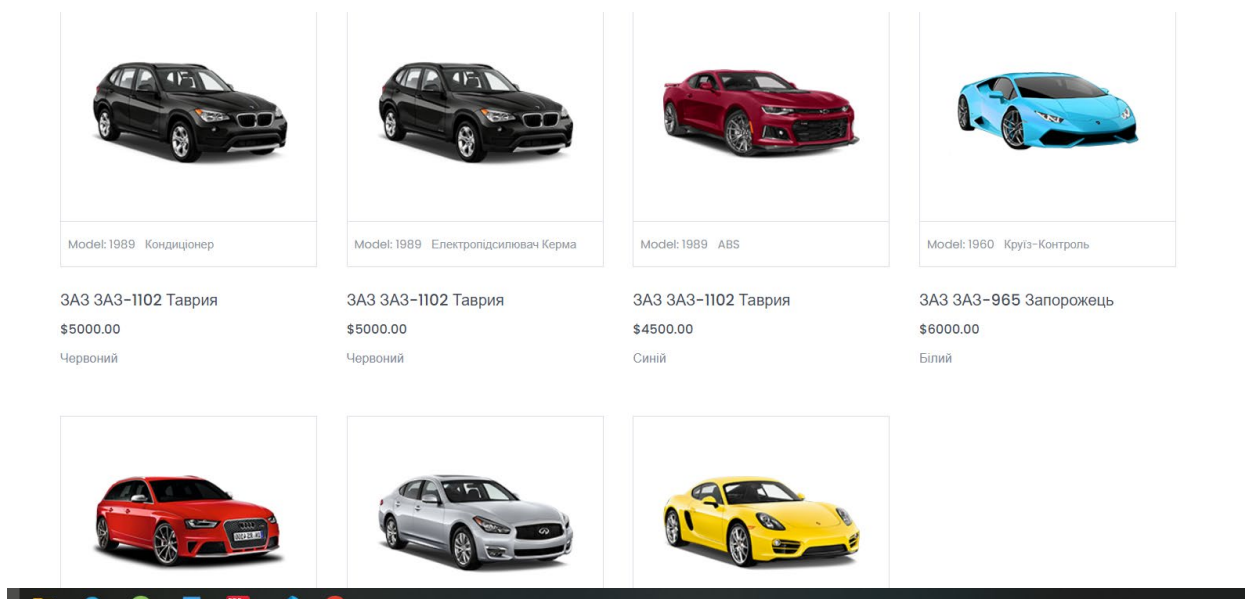 Model: 1989 Кондиціонер
Model: 1989 Електропідсилювач Керма
Model: 1989 ABS
Model: 1960 Круїз-Контроль
ЗАЗ ЗАЗ-1102 Таврия
ЗАЗ ЗАЗ-1102 Таврия
ЗАЗ ЗАЗ-1102 Таврия
ЗАЗ ЗАЗ-965 Запорожець
$5000.00
$5000.00
$4500.00
$6000.00
Червоний
Червоний
Синій
Білий